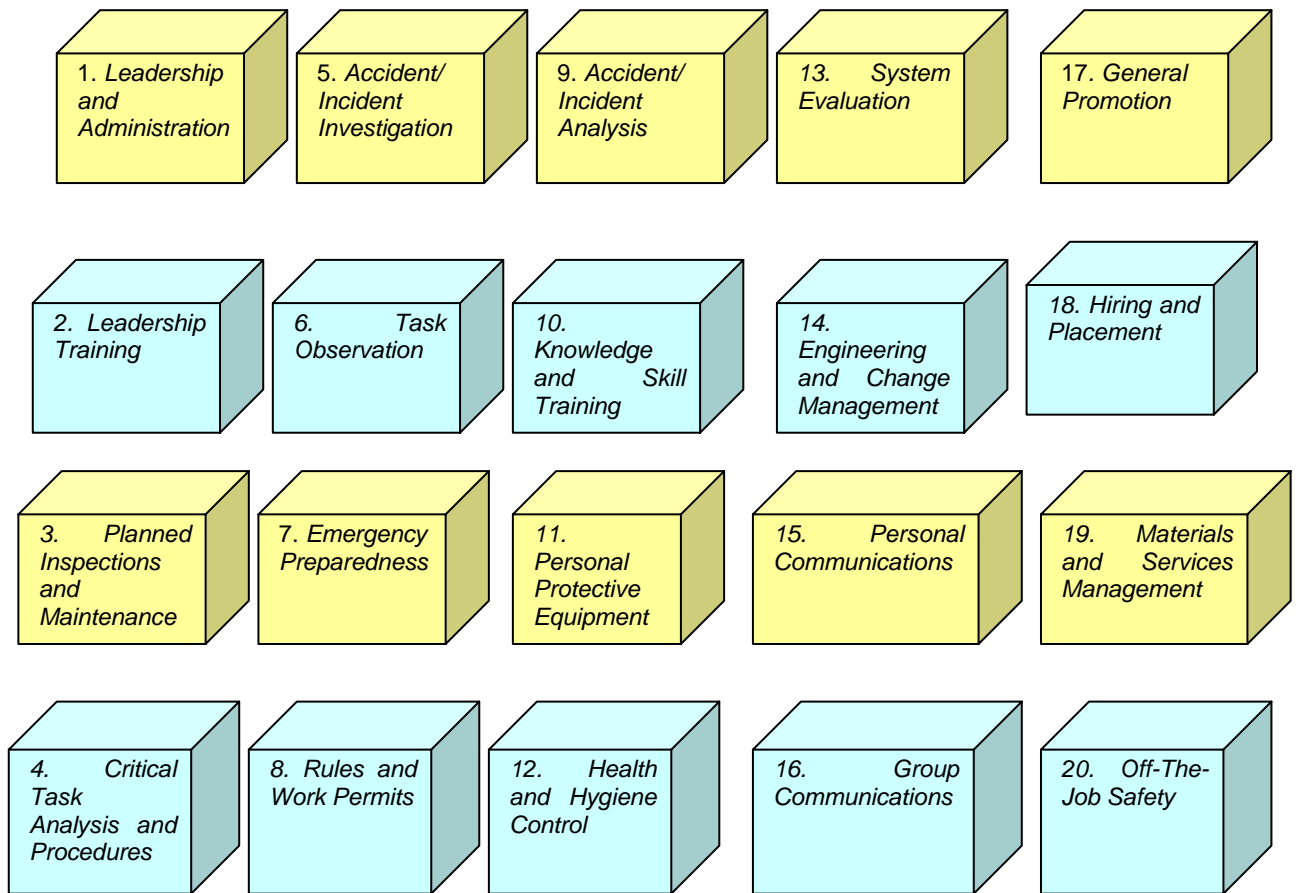 1. Leadership
and
Administration
5. Accident/
Incident
Investigation
9. Accident/
Incident
Analysis
13. System
Evaluation
17. General
Promotion
2. Leadership
Training
6. Task
Observation
10.
Knowledge
and Skill
Training
14.
Engineering
and Change
Management
18. Hiring and
Placement
3. Planned
Inspections
and
Maintenance
7. Emergency
Preparedness
11.
Personal
Protective
Equipment
15. Personal
Communications
19. Materials
and Services
Management
4. Critical
Task
Analysis and
Procedures
8. Rules and
Work Permits
12. Health
and Hygiene
Control
16. Group
Communications
20. Off-The-
Job Safety